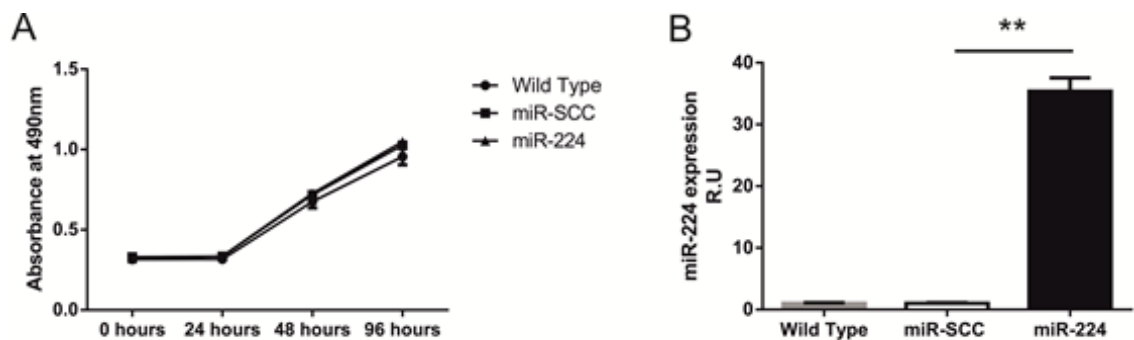 A
Absorbance at 490nm
1.5
1.0
0.5
0.0
0 hours
24 hours
48 hours
96 hours
Wild Type
miR-SCC
miR-224
B
miR-224 expression
R.U
40
30
20
10
0
**
Wild Type
miR-SCC
miR-224